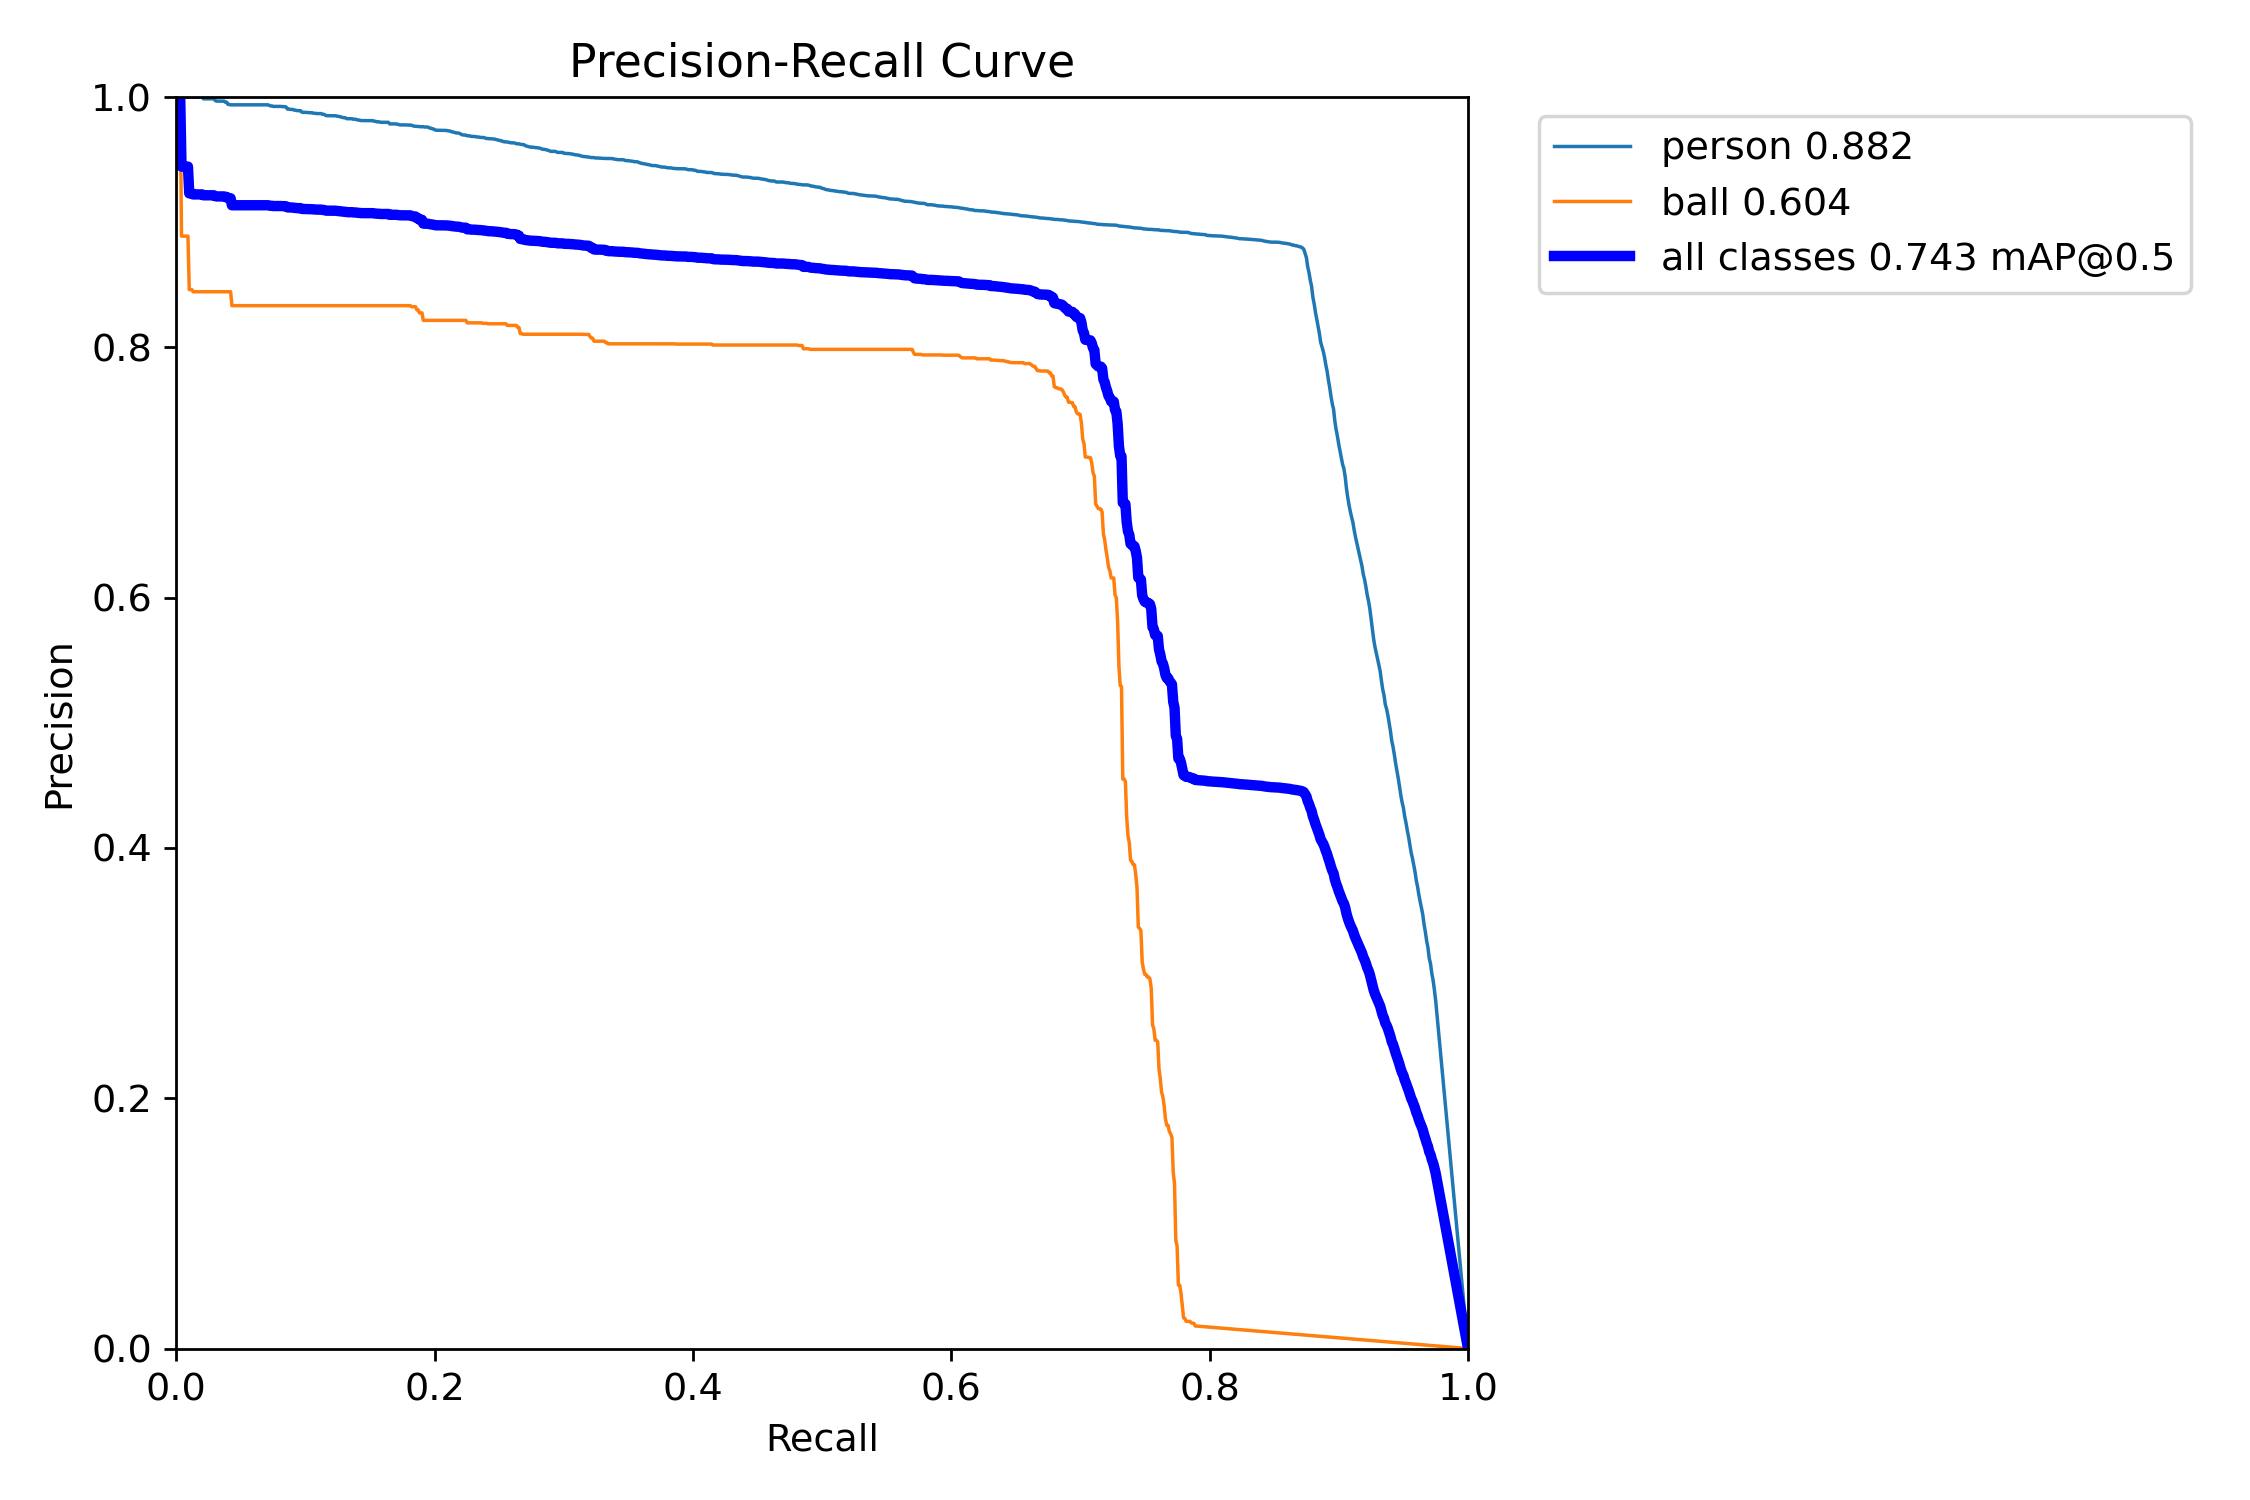 Precision-Recall Curve
1.0
0.8
0.6
0.4
0.2
0.0
Precision
0.0 0.2 0.4 0.6 0.8 1.0
Recall
person 0.882
ball 0.604
all classes 0.743 mAP@0.5